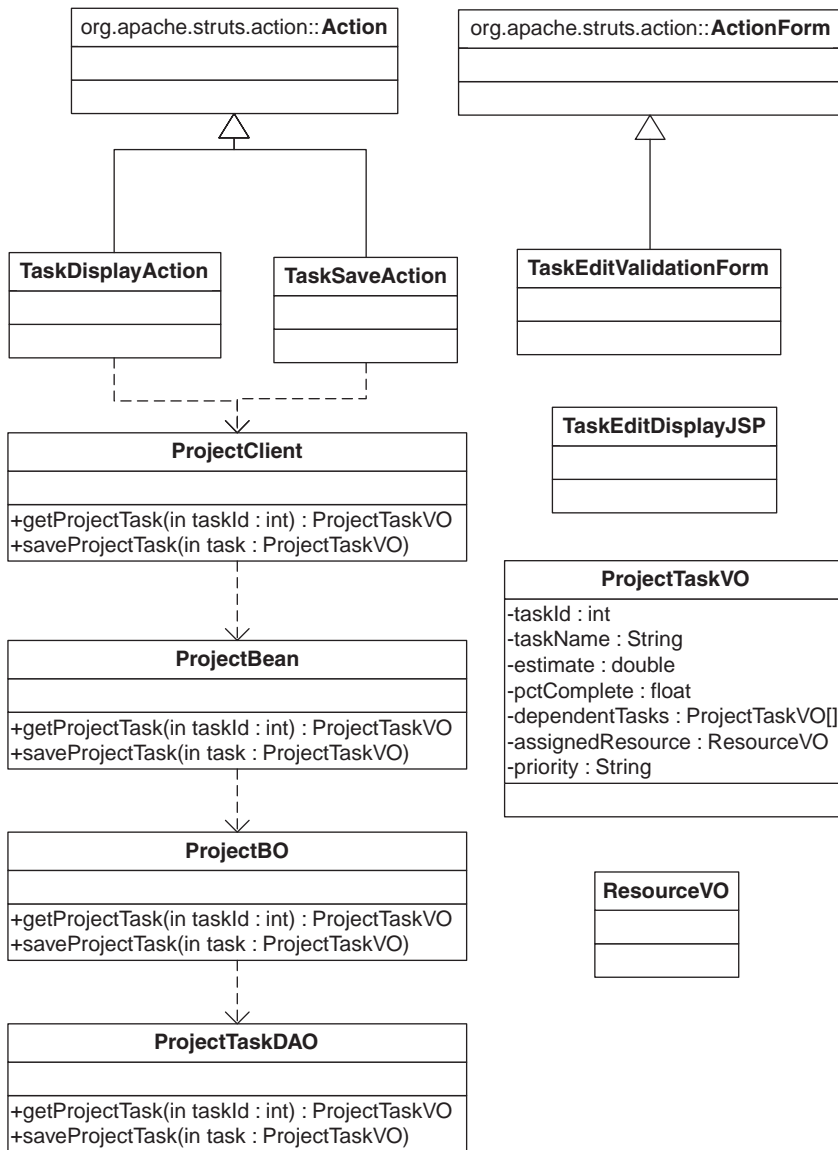 org.apache.struts.action::Action
org.apache.struts.action::ActionForm
TaskDisplayAction
TaskSaveAction
TaskEditValidationForm
ProjectClient
+getProjectTask(in taskId : int) : ProjectTaskVO
+saveProjectTask(in task : ProjectTaskVO)
TaskEditDisplayJSP
ProjectBean
+getProjectTask(in taskId : int) : ProjectTaskVO
+saveProjectTask(in task : ProjectTaskVO)
ProjectTaskVO
-taskId : int
-taskName : String
-estimate : double
-pctComplete : float
-dependentTasks : ProjectTaskVO[]
-assignedResource : ResourceVO
-priority : String
ProjectBO
+getProjectTask(in taskId : int) : ProjectTaskVO
+saveProjectTask(in task : ProjectTaskVO)
ResourceVO
ProjectTaskDAO
+getProjectTask(in taskId : int) : ProjectTaskVO
+saveProjectTask(in task : ProjectTaskVO)